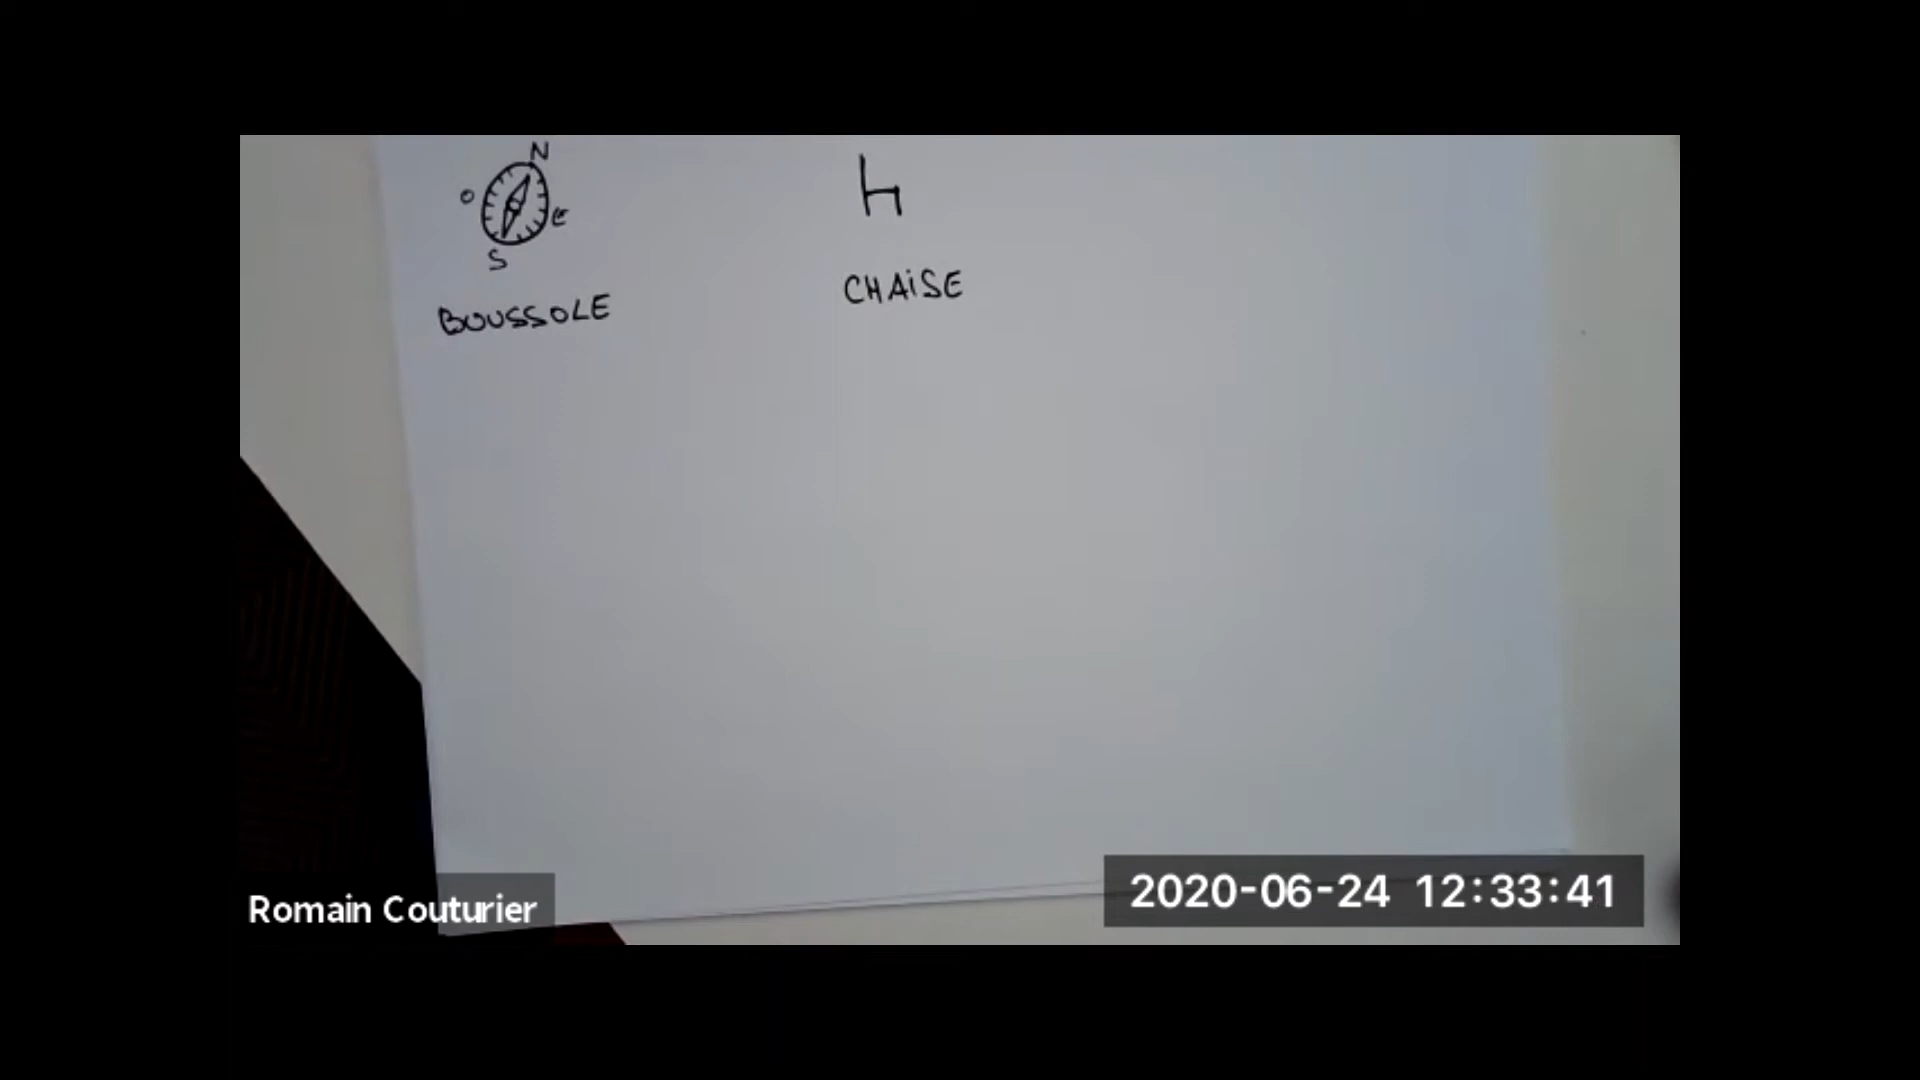 N
O
E
S
BOUSSOLE
CHAiSE
Romain Couturier
2020-06-24 12:33:41